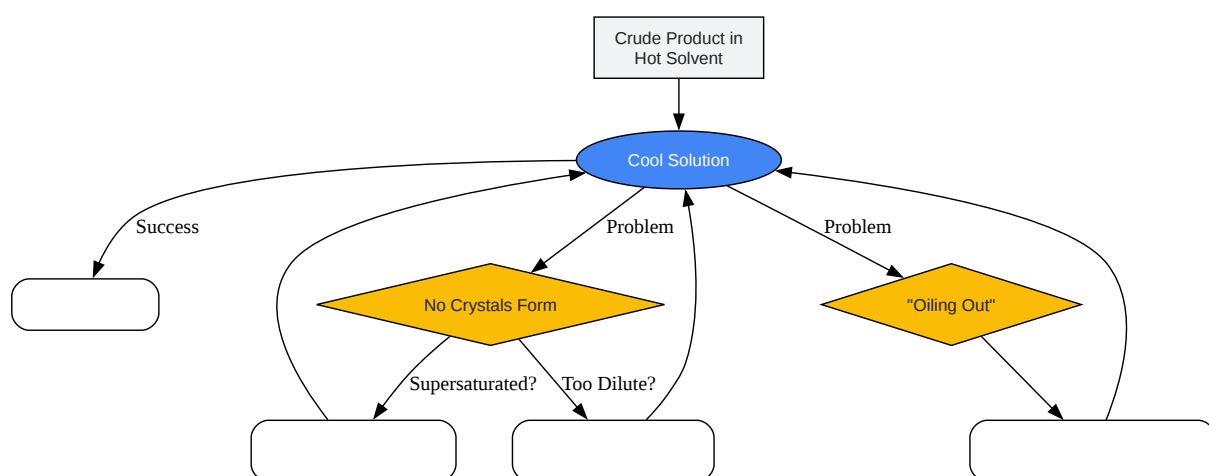 Crude Product in
Hot Solvent
Cool Solution
Success
Problem
Problem
No Crystals Form
"Oiling Out"
Supersaturated?
Too Dilute?